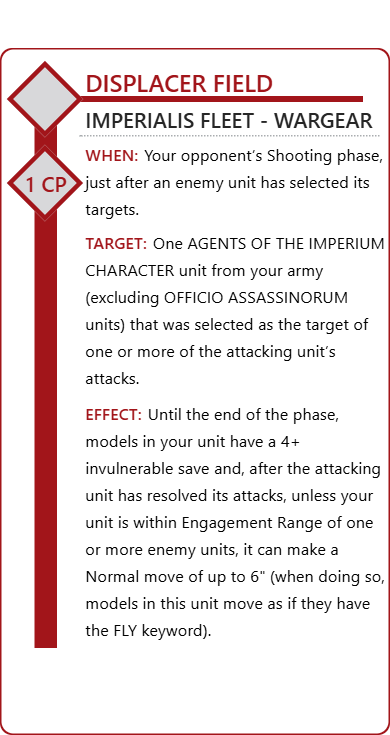 DISPLACER FIELD
IMPERIALIS FLEET - WARGEAR
1 CP
WHEN: Your opponent's Shooting phase,
just after an enemy unit has selected its
targets.
TARGET: One AGENTS OF THE IMPERIUM
CHARACTER unit from your army
(excluding OFFICIO ASSASSINORUM
units) that was selected as the target of
one or more of the attacking unit's
attacks.
EFFECT: Until the end of the phase,
models in your unit have a 4+
invulnerable save and, after the attacking
unit has resolved its attacks, unless your
unit is within Engagement Range of one
or more enemy units, it can make a
Normal move of up to 6" (when doing so,
models in this unit move as if they have
the FLY keyword).